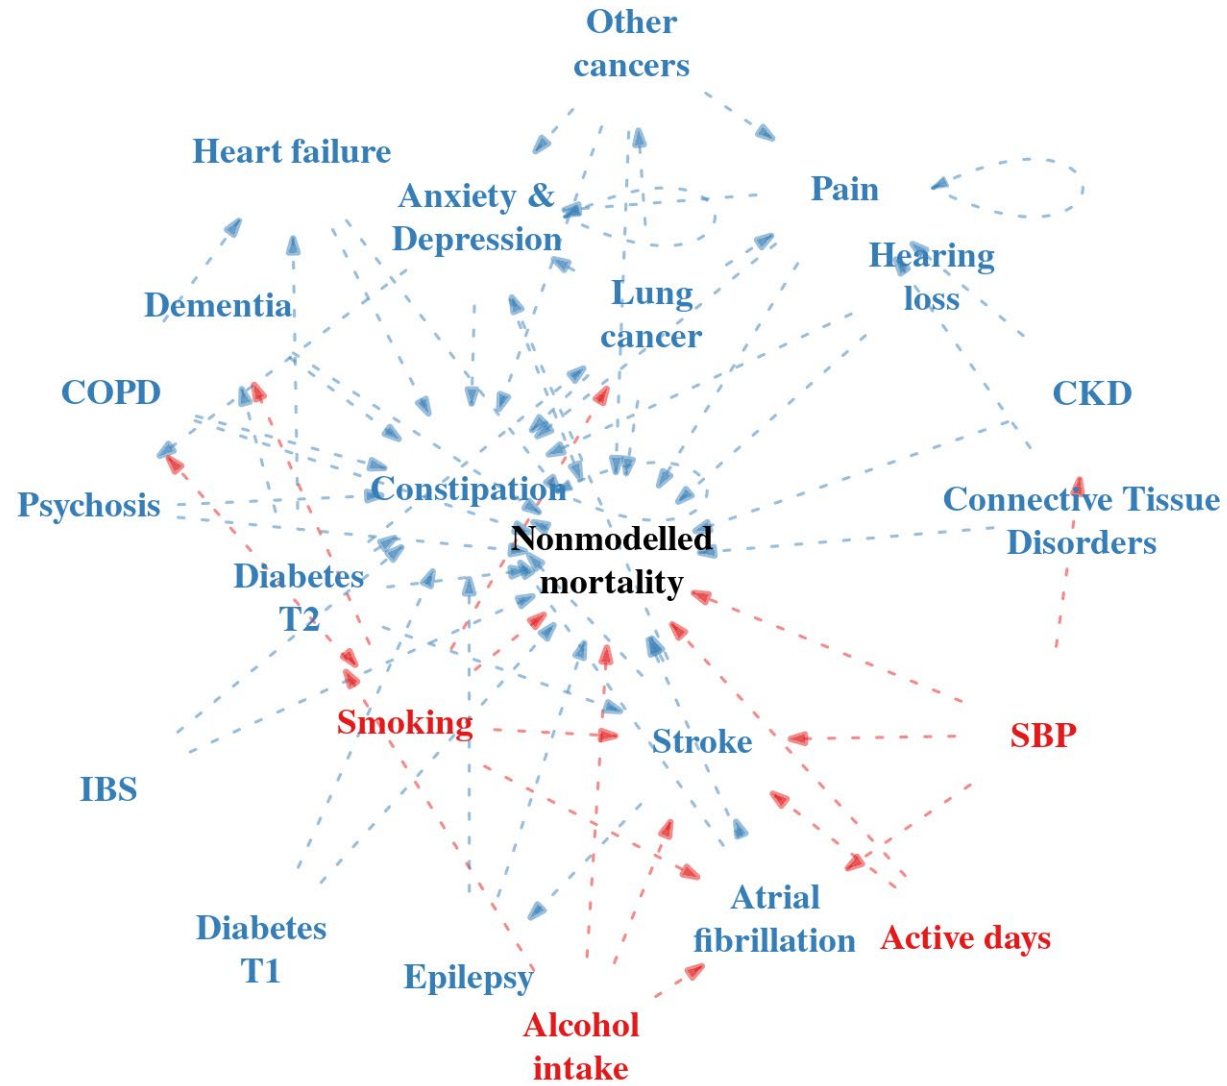 Other
cancers
Heart failure
Anxiety &
Depression
Pain
Hearing
loss
Dementia
Lung
cancer
COPD
CKD
Psychosis
Constipation
Connective Tissue
Disorders
Nonmodelled
mortality
Diabetes
T2
Smoking
Stroke
SBP
IBS
Atrial
fibrillation
Active days
Diabetes
T1
Epilepsy
Alcohol
intake